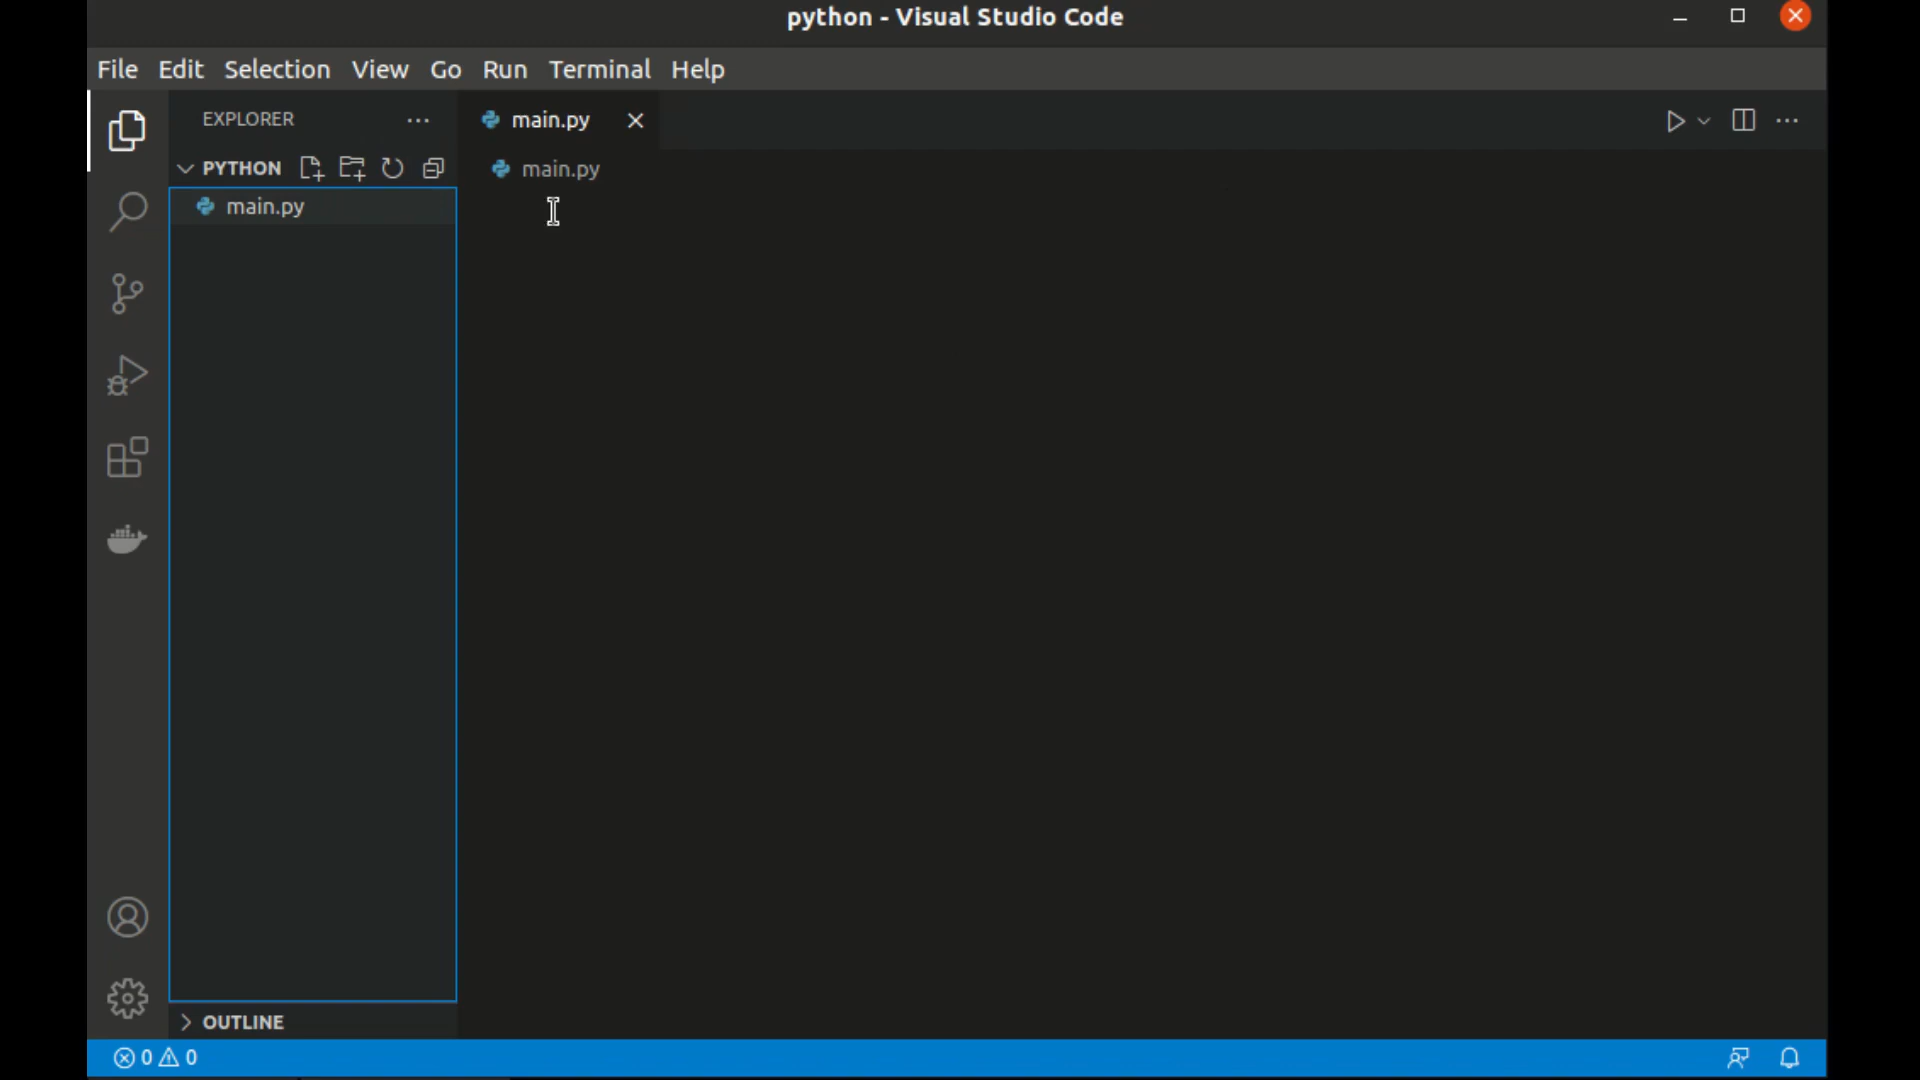 python - Visual Studio Code
File Edit Selection View Go Run Terminal Help
EXPLORER
main.py
PYTHON
main.py
main.py
OUTLINE
0 0